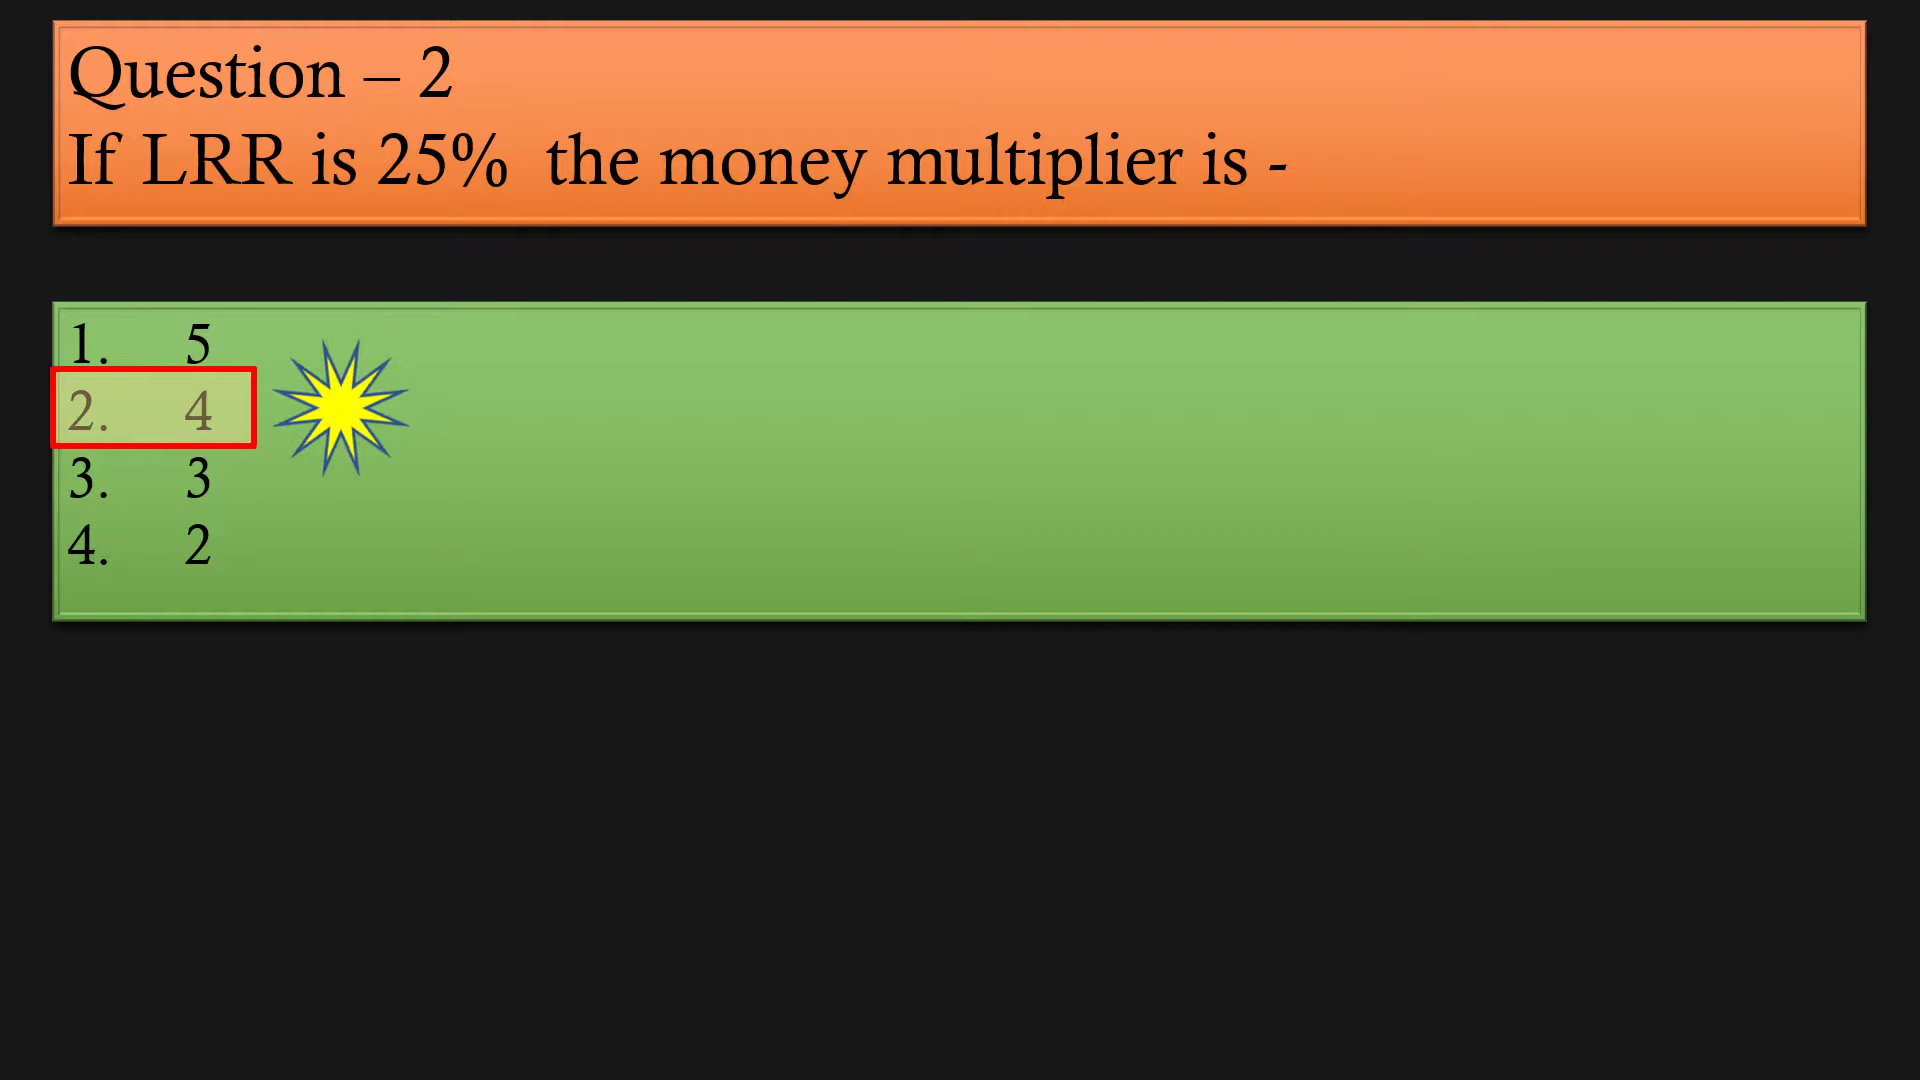 Question – 2
If LRR is 25% the money multiplier is -
1. 5
2. 4
3. 3
4. 2